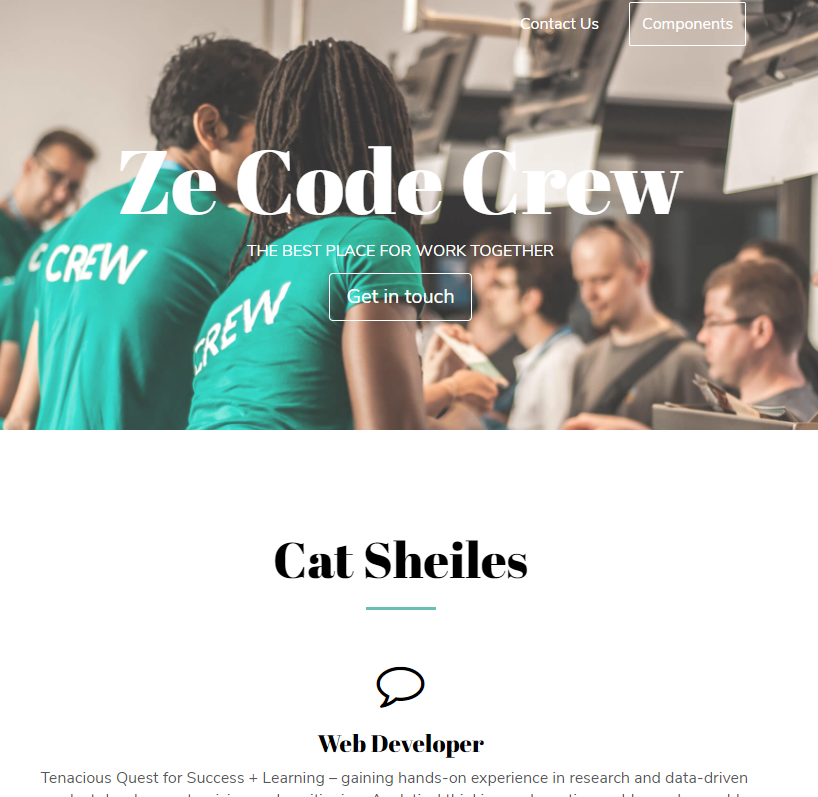 Contact Us
Components
Ze Code Crew
THE BEST PLACE FOR WORK TOGETHER
Get in touch
CREW
CREW
Cat Sheiles
Web Developer
Tenacious Quest for Success + Learning – gaining hands-on experience in research and data-driven